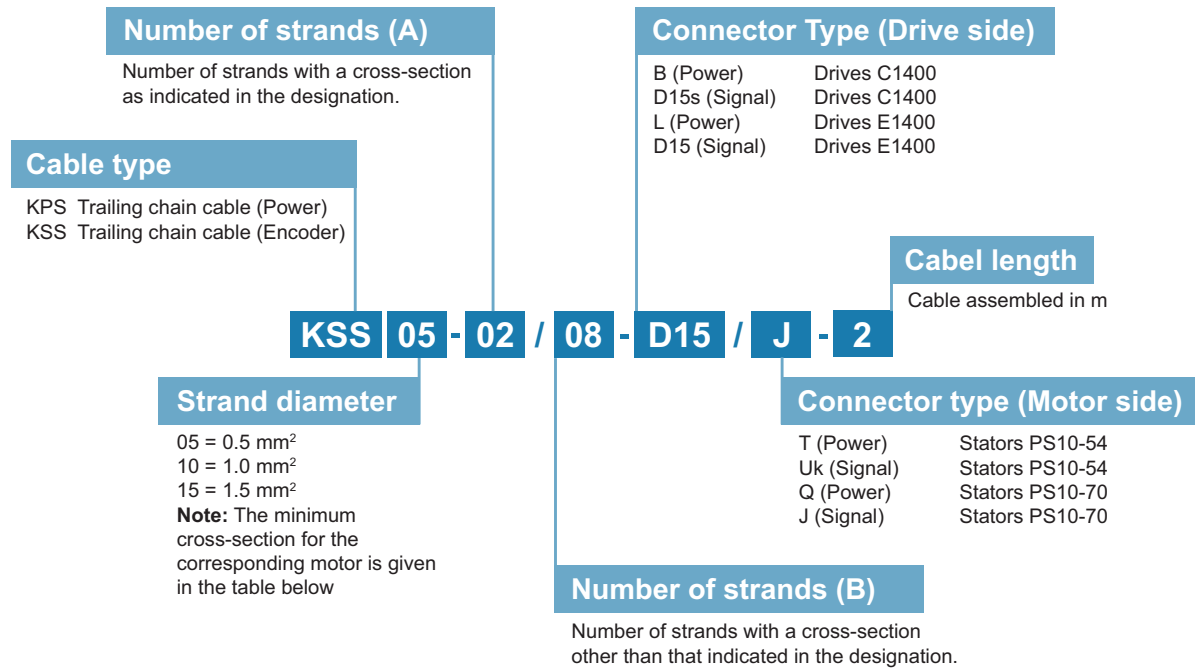 Number of strands (A)
Number of strands with a cross-section
as indicated in the designation.
Connector Type (Drive side)
B (Power) Drives C1400
D15s (Signal) Drives C1400
L (Power) Drives E1400
D15 (Signal) Drives E1400
Cable type
KPS Trailing chain cable (Power)
KSS Trailing chain cable (Encoder)
Cabel length
Cable assembled in m
KSS 05 - 02 / 08 - D15 / J - 2
Strand diameter
05 = 0.5 mm²
10 = 1.0 mm²
15 = 1.5 mm²
Note: The minimum
cross-section for the
corresponding motor is given
in the table below
Connector type (Motor side)
T (Power) Stators PS10-54
Uk (Signal) Stators PS10-54
Q (Power) Stators PS10-70
J (Signal) Stators PS10-70
Number of strands (B)
Number of strands with a cross-section
other than that indicated in the designation.